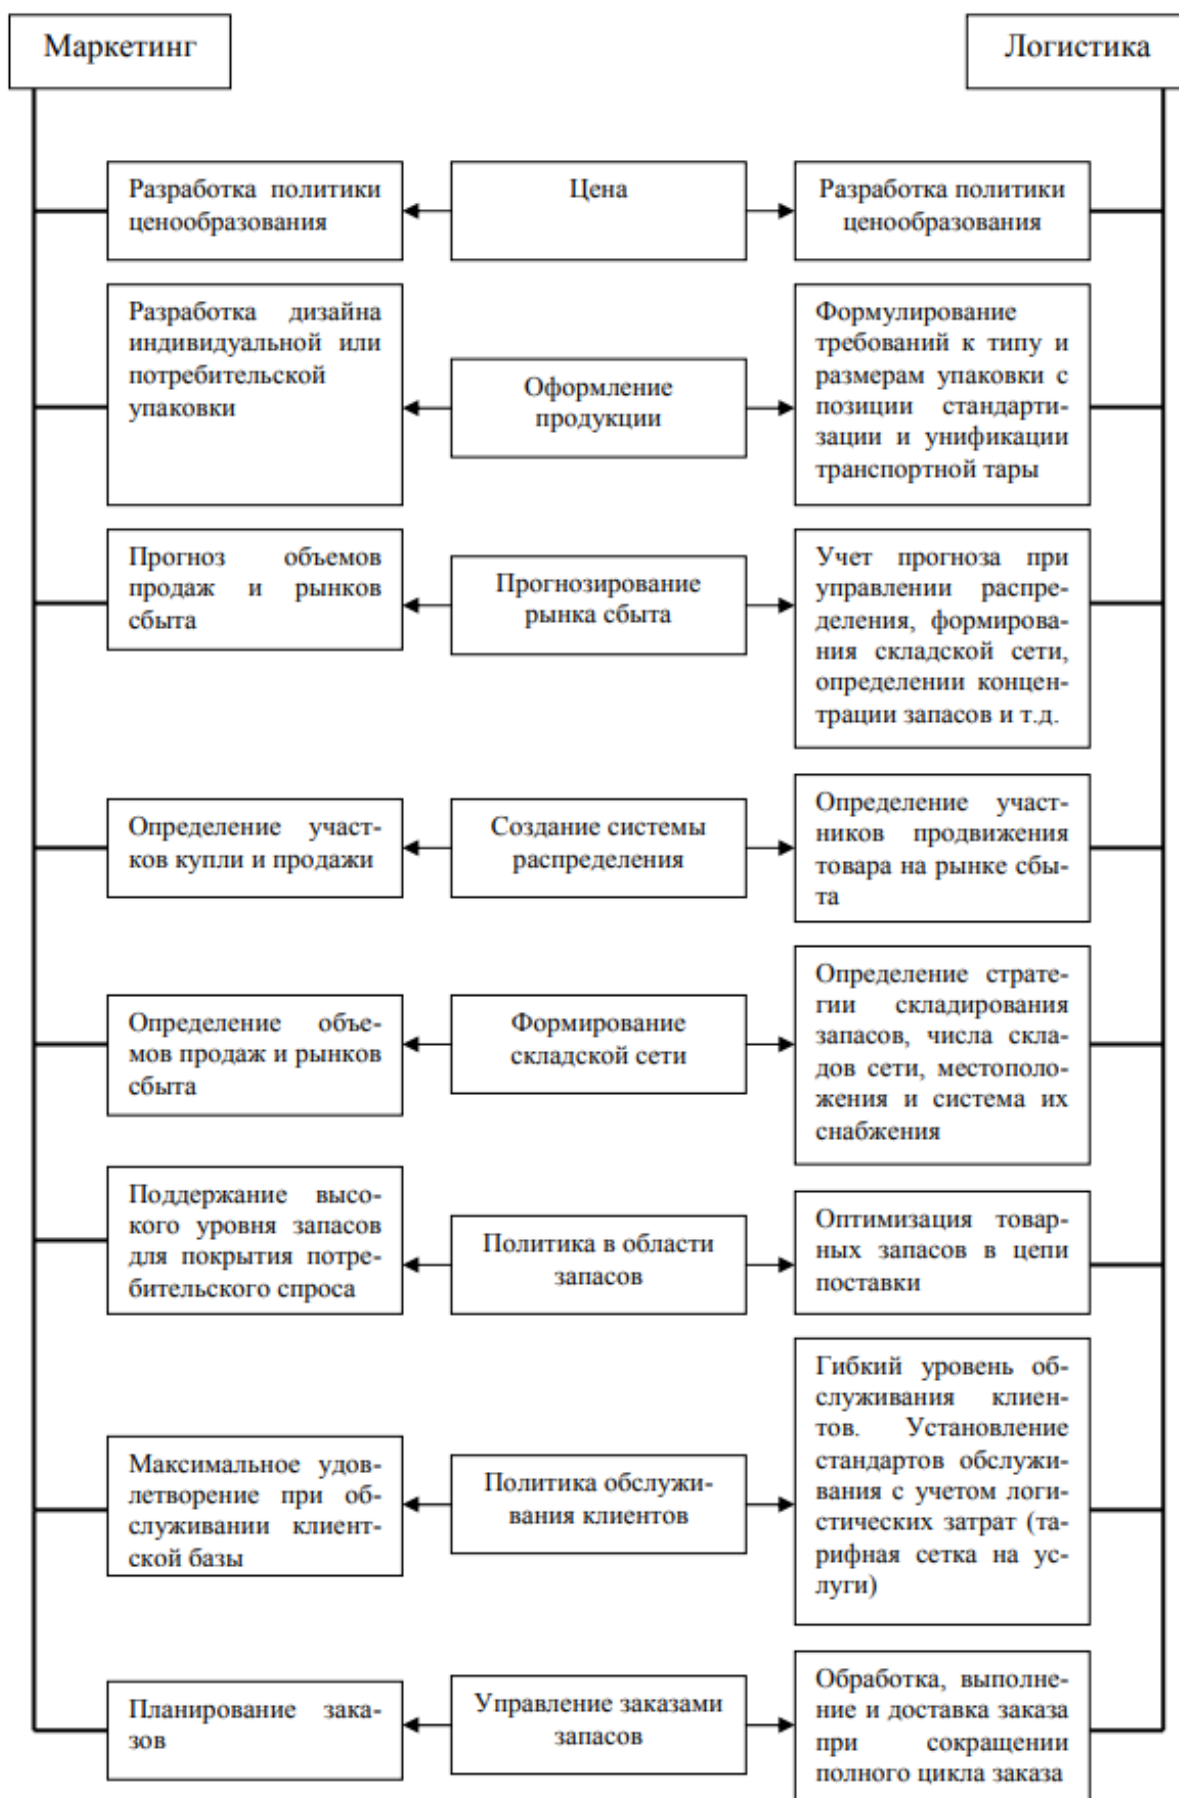 Маркетинг
Логистика
Разработка политики
ценообразования
Цена
Разработка политики
ценообразования
Разработка дизайна
индивидуальной или
потребительской
упаковки
Оформление
продукции
Формулирование
требований к типу и
размерам упаковки с
позиции стандарти-
зации и унификации
транспортной тары
Прогноз объемов
продаж и рынков
сбыта
Прогнозирование
рынка сбыта
Учет прогноза при
управлении распре-
деления, формирова-
ния складской сети,
определении концен-
трации запасов и т.д.
Определение участ-
ков купли и продажи
Создание системы
распределения
Определение участ-
ников продвижения
товара на рынке сбы-
та
Определение объе-
мов продаж и рынков
сбыта
Формирование
складской сети
Определение страте-
гии складирования
запасов, числа скла-
дов сети, местополо-
жения и система их
снабжения
Поддержание высо-
кого уровня запасов
для покрытия потре-
бительского спроса
Политика в области
запасов
Оптимизация товар-
ных запасов в цепи
поставки
Максимальное удов-
летворение при об-
служивании клиент-
ской базы
Политика обслужи-
вания клиентов
Гибкий уровень об-
служивания клиен-
тов. Установление
стандартов обслужи-
вания с учетом логи-
стических затрат (та-
рифная сетка на ус-
луги)
Планирование зака-
зов
Управление заказами
запасов
Обработка, выполне-
ние и доставка заказа
при сокращении
полного цикла заказа